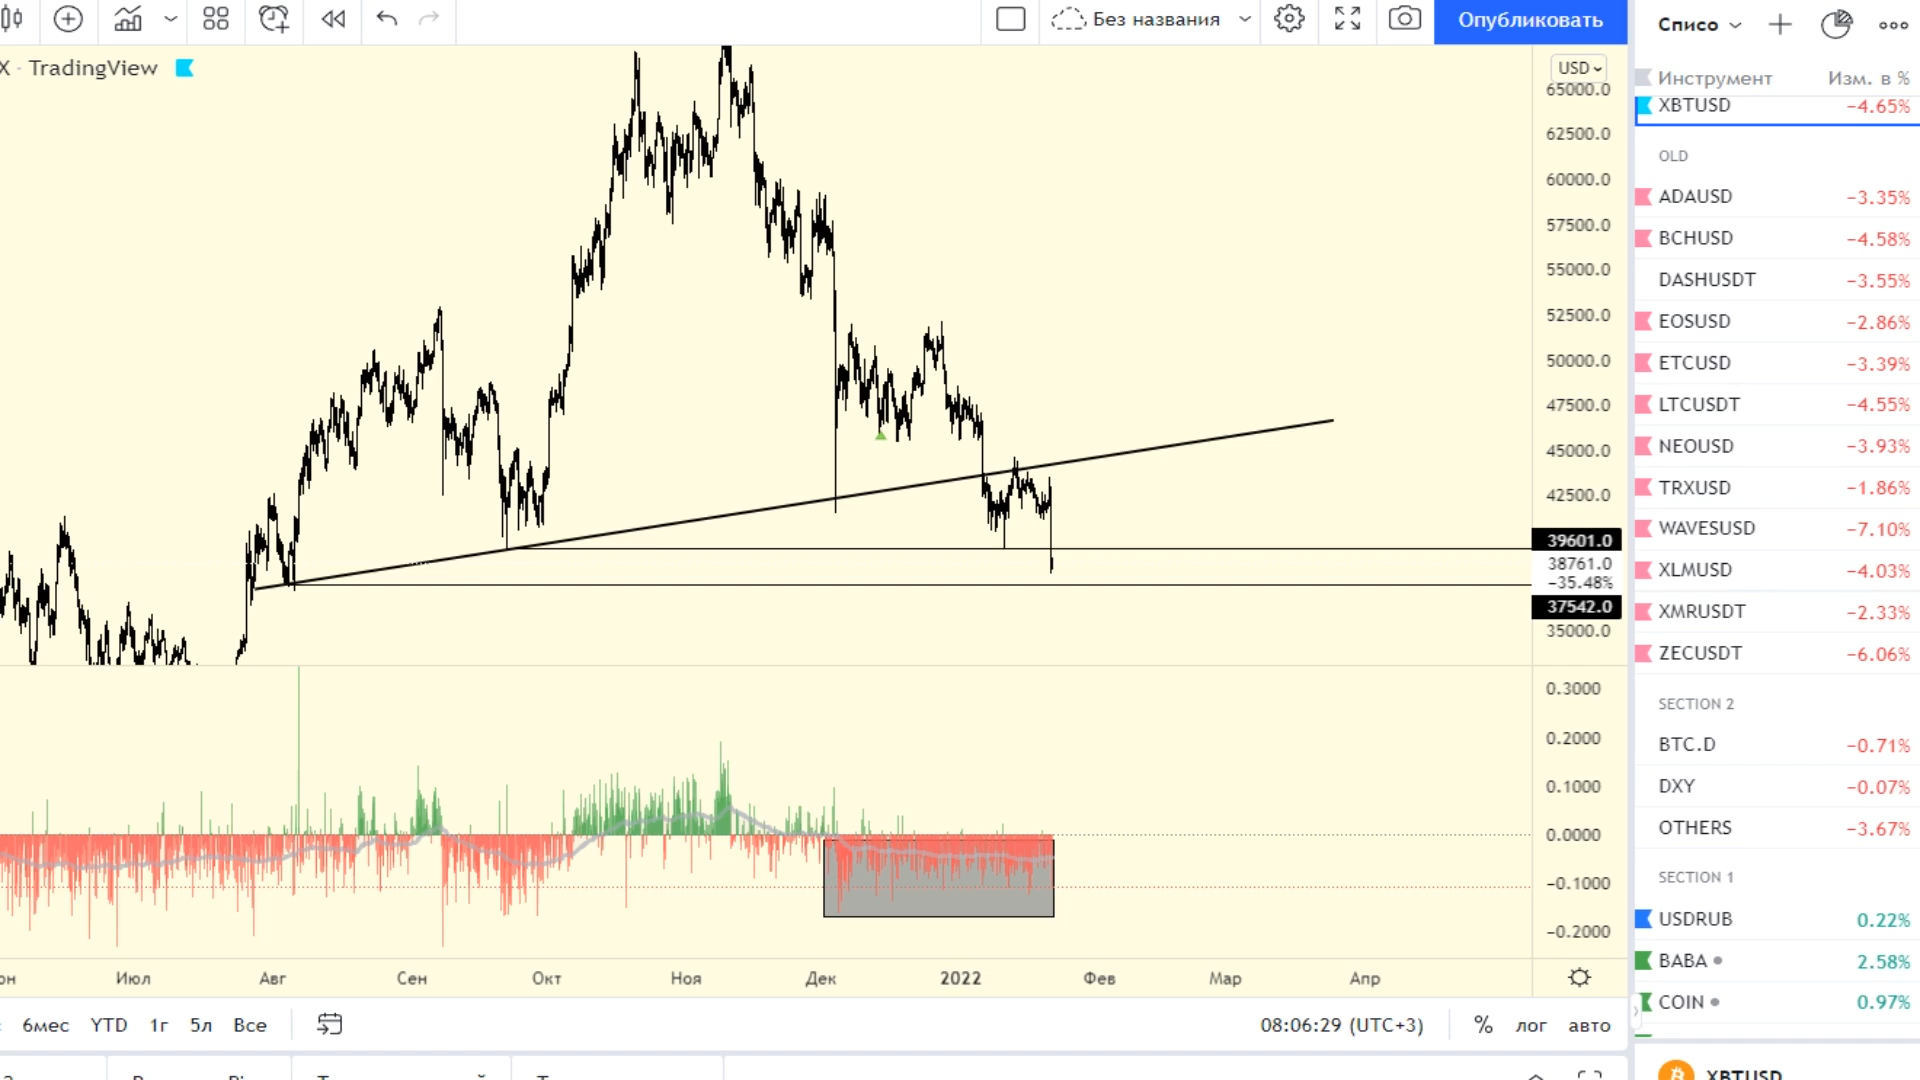 Без названия
Опубликовать
X - TradingView
USD
65000.0
62500.0
60000.0
57500.0
55000.0
52500.0
50000.0
47500.0
45000.0
42500.0
39601.0
38761.0
−35.48%
37542.0
35000.0
0.3000
0.2000
0.1000
0.0000
−0.1000
−0.2000
Июл Авг Сен Окт Ноя Дек 2022 Фев Мар Апр
6мес YTD 1г 5л Все
08:06:29 (UTC+3) % лог авто
Списо
Инструмент Изм. в %
XBTUSD −4.65%
OLD
ADAUSD −3.35%
BCHUSD −4.58%
DASHUSDT −3.55%
EOSUSD −2.86%
ETCUSD −3.39%
LTCUSDT −4.55%
NEOUSD −3.93%
TRXUSD −1.86%
WAVESUSD −7.10%
XLMUSD −4.03%
XMRUSDT −2.33%
ZECUSDT −6.06%
SECTION 2
BTC.D −0.71%
DXY −0.07%
OTHERS −3.67%
SECTION 1
USDRUB 0.22%
BABA 2.58%
COIN 0.97%
XBTUSD